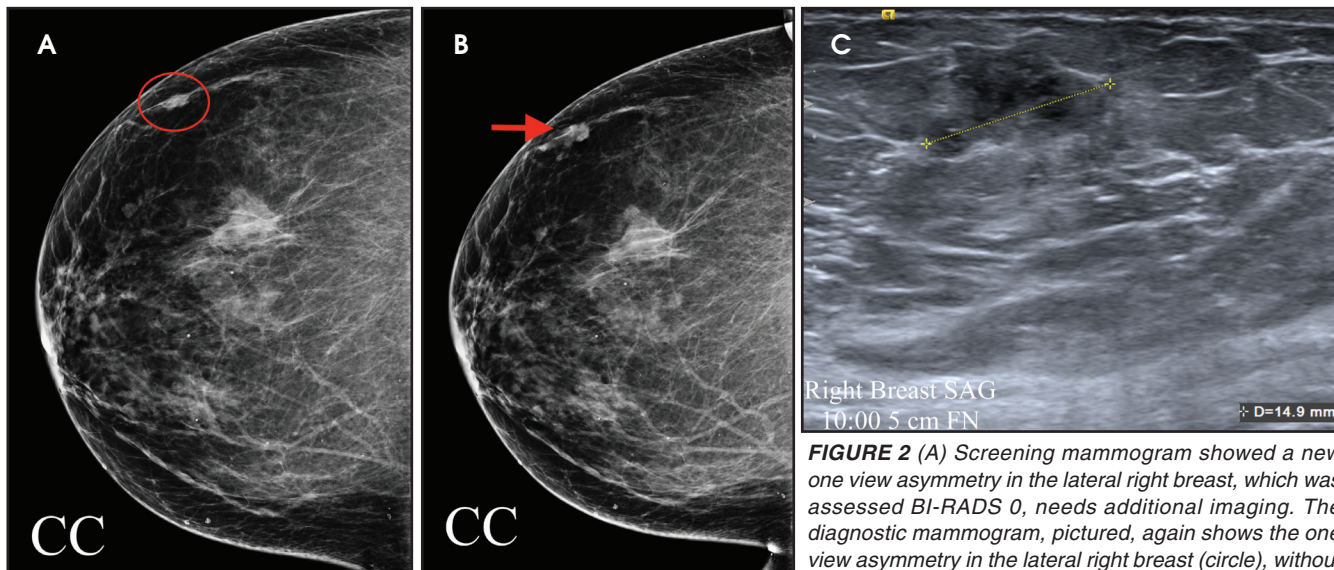 A
B
C
CC
CC
Right Breast SAG
10:00 5 cm FN
D=14.9 mm
FIGURE 2 (A) Screening mammogram showed a new
one view asymmetry in the lateral right breast, which was
assessed BI-RADS 0, needs additional imaging. The
diagnostic mammogram, pictured, again shows the one
view asymmetry in the lateral right breast (circle), withou